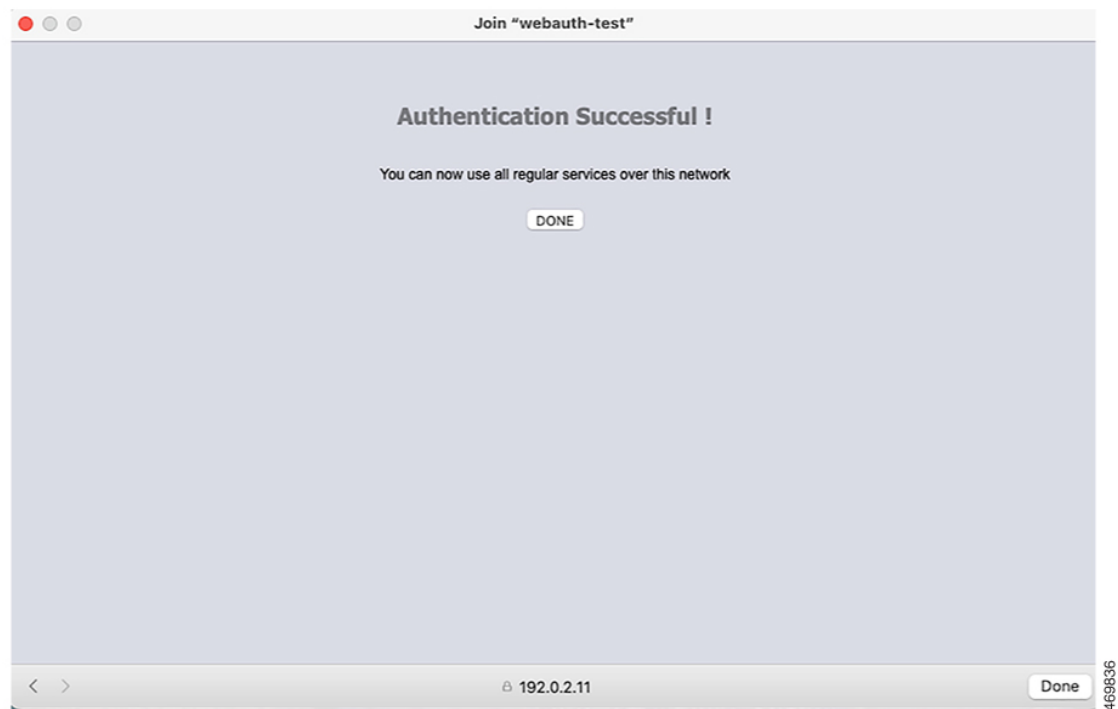 Join “webauth-test”
Authentication Successful !
You can now use all regular services over this network
DONE
192.0.2.11
Done
469836